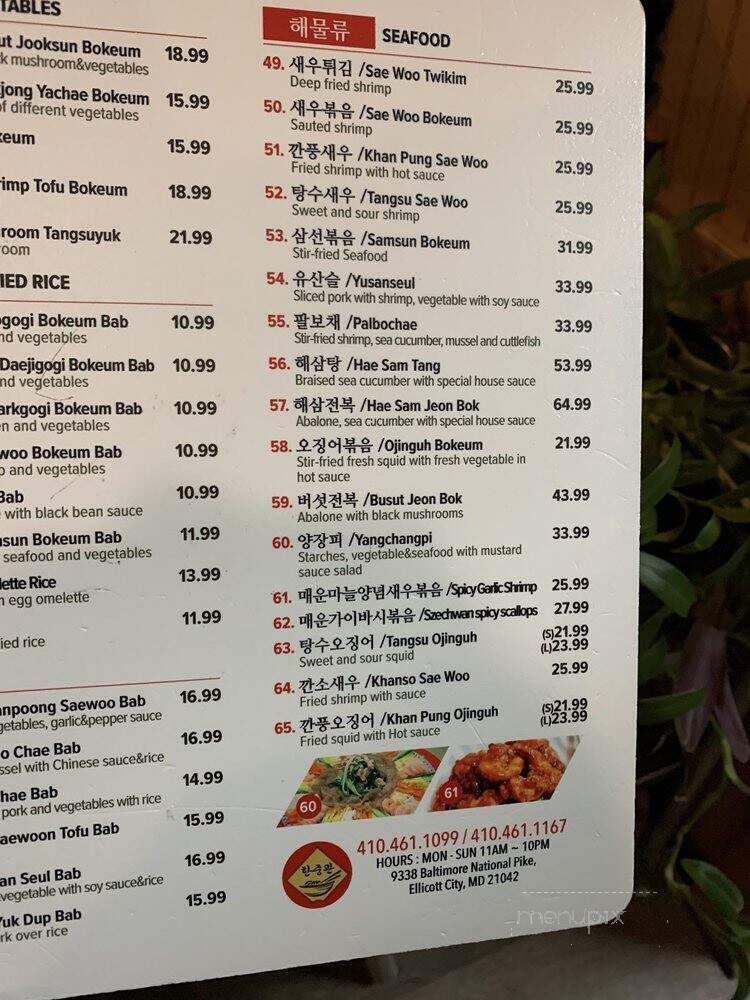 TABLES
ut Jooksun Bokeum 18.99
k mushroom&vegetables
jong Yachae Bokeum 15.99
of different vegetables
keum 15.99
rimp Tofu Bokeum 18.99
room Tangsuyuk 21.99
room
IED RICE
ogogi Bokeum Bab 10.99
nd vegetables
Daejigogi Bokeum Bab 10.99
nd vegetables
arkgogi Bokeum Bab 10.99
en and vegetables
woo Bokeum Bab 10.99
p and vegetables
Bab 10.99
with black bean sauce
nsun Bokeum Bab 11.99
seafood and vegetables
lette Rice 13.99
n egg omelette
11.99
ied rice
anpoong Saewoo Bab 16.99
getables, garlic&pepper sauce
o Chae Bab 16.99
ssel with Chinese sauce&rice
hae Bab 14.99
pork and vegetables with rice
aewoon Tofu Bab 15.99
an Seul Bab 16.99
vegetable with soy sauce&rice
Yuk Dup Bab 15.99
rk over rice
해물류 SEAFOOD
49. 새우튀김 /Sae Woo Twikim 25.99
Deep fried shrimp
50. 새우볶음 /Sae Woo Bokeum 25.99
Sauted shrimp
51. 깐풍새우 /Khan Pung Sae Woo 25.99
Fried shrimp with hot sauce
52. 탕수새우 /Tangsu Sae Woo 25.99
Sweet and sour shrimp
53. 삼선볶음 /Samsun Bokeum 31.99
Stir-fried Seafood
54. 유산슬 /Yusanseul 33.99
Sliced pork with shrimp, vegetable with soy sauce
55. 팔보채 /Palbochae 33.99
Stir-fried shrimp, sea cucumber, mussel and cuttlefish
56. 해삼탕 /Hae Sam Tang 53.99
Braised sea cucumber with special house sauce
57. 해삼전복 /Hae Sam Jeon Bok 64.99
Abalone, sea cucumber with special house sauce
58. 오징어볶음 /Ojinguh Bokeum 21.99
Stir-fried fresh squid with fresh vegetable in
hot sauce
59. 버섯전복 /Busut Jeon Bok 43.99
Abalone with black mushrooms
60. 양장피 /Yangchangpi 33.99
Starches, vegetable&seafood with mustard
sauce salad
61. 매운마늘양념새우볶음 /Spicy Garlic Shrimp 25.99
62. 매운가이바시볶음 /Szechwan spicy scallops 27.99
63. 탕수오징어 /Tangsu Ojinguh (S)21.99
Sweet and sour squid (L)23.99
64. 깐소새우 /Khanso Sae Woo 25.99
Fried shrimp with sauce
65. 깐풍오징어 /Khan Pung Ojinguh (S)21.99
Fried squid with Hot sauce (L)23.99
60
61
한중관
410.461.1099 / 410.461.1167
HOURS : MON - SUN 11AM ~ 10PM
9338 Baltimore National Pike,
Ellicott City, MD 21042
menupix